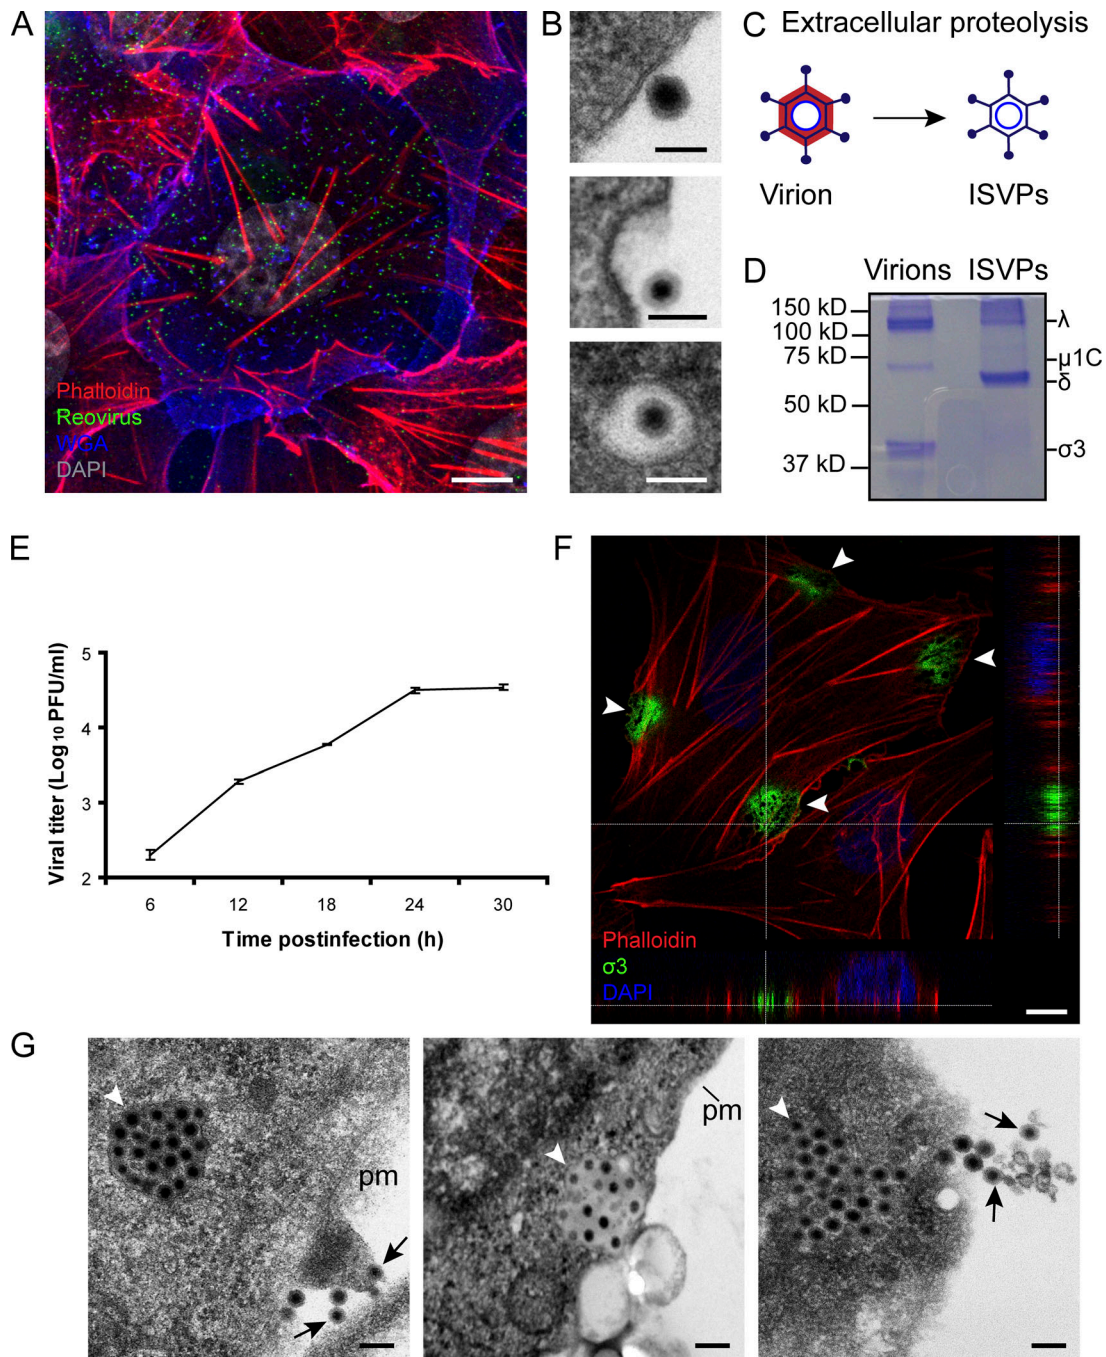 A
Phalloidin
Reovirus
WGA
DAPI
B
C Extracellular proteolysis
Virion
ISVPs
D
Virions ISVPs
150 kD
100 kD
75 kD
50 kD
37 kD
λ
μ1C
δ
σ3
E
Viral titer (Log10 PFU/ml)
5
4
3
2
6 12 18 24 30
Time postinfection (h)
F
Phalloidin
σ3
DAPI
G
pm
pm